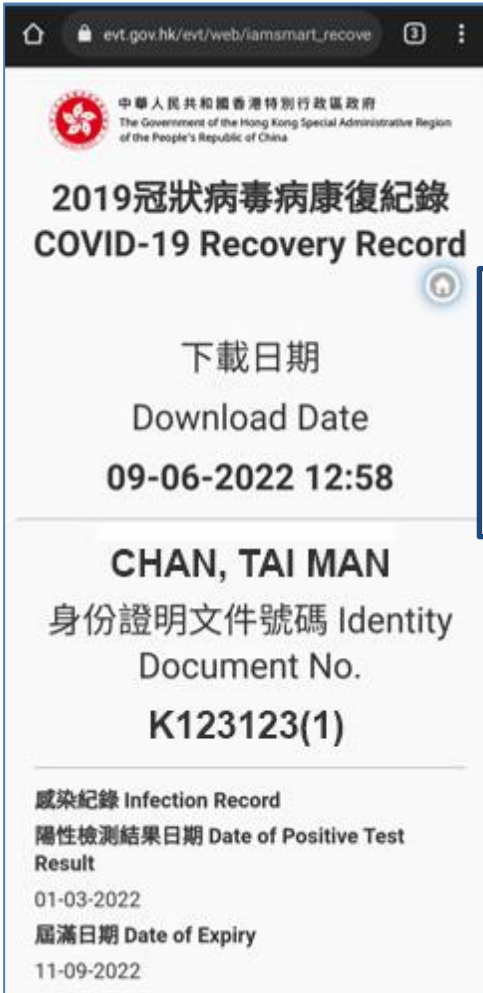 evt.gov.hk/evt/web/iamsmart_recove
3
中華人民共和國香港特別行政區政府
The Government of the Hong Kong Special Administrative Region
of the People's Republic of China
2019冠狀病毒病康復紀錄
COVID-19 Recovery Record
下載日期
Download Date
09-06-2022 12:58
CHAN, TAI MAN
身份證明文件號碼 Identity
Document No.
K123123(1)
感染紀錄 Infection Record
陽性檢測結果日期 Date of Positive Test
Result
01-03-2022
屆滿日期 Date of Expiry
11-09-2022